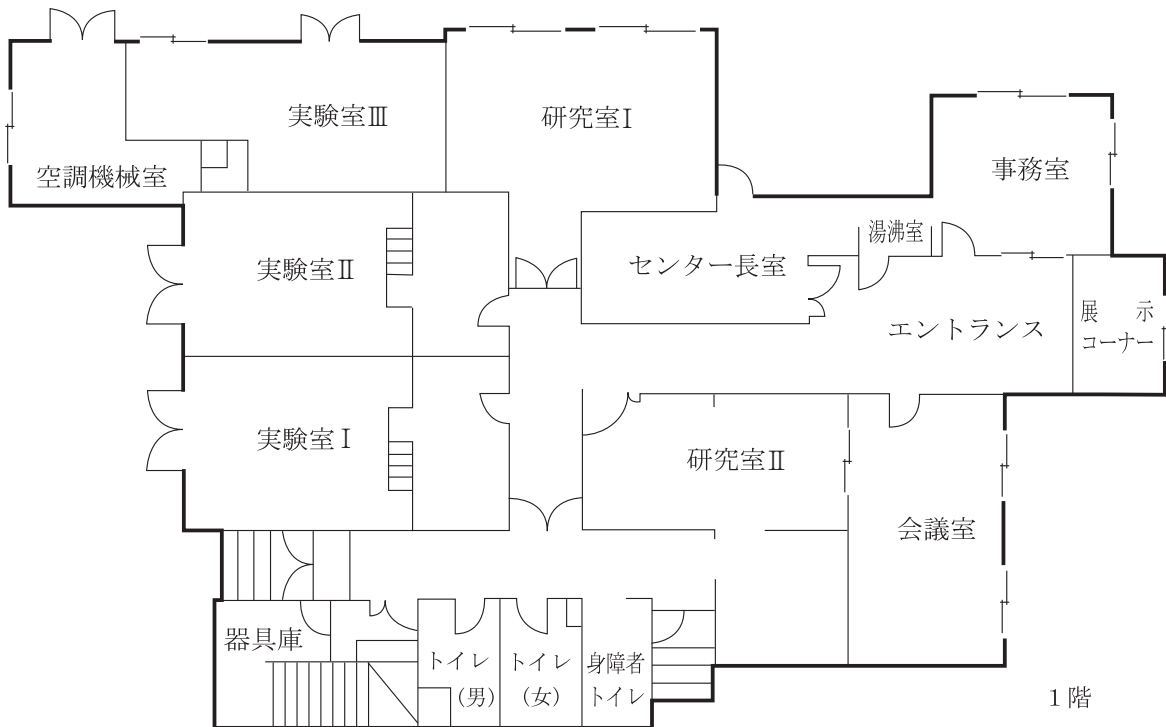 実験室Ⅲ
研究室Ⅰ
空調機械室
事務室
湯沸室
実験室Ⅱ
センター長室
エントランス
展　示
コーナー
実験室Ⅰ
研究室Ⅱ
会議室
器具庫
トイレ
(男)
トイレ
(女)
身障者
トイレ
1階